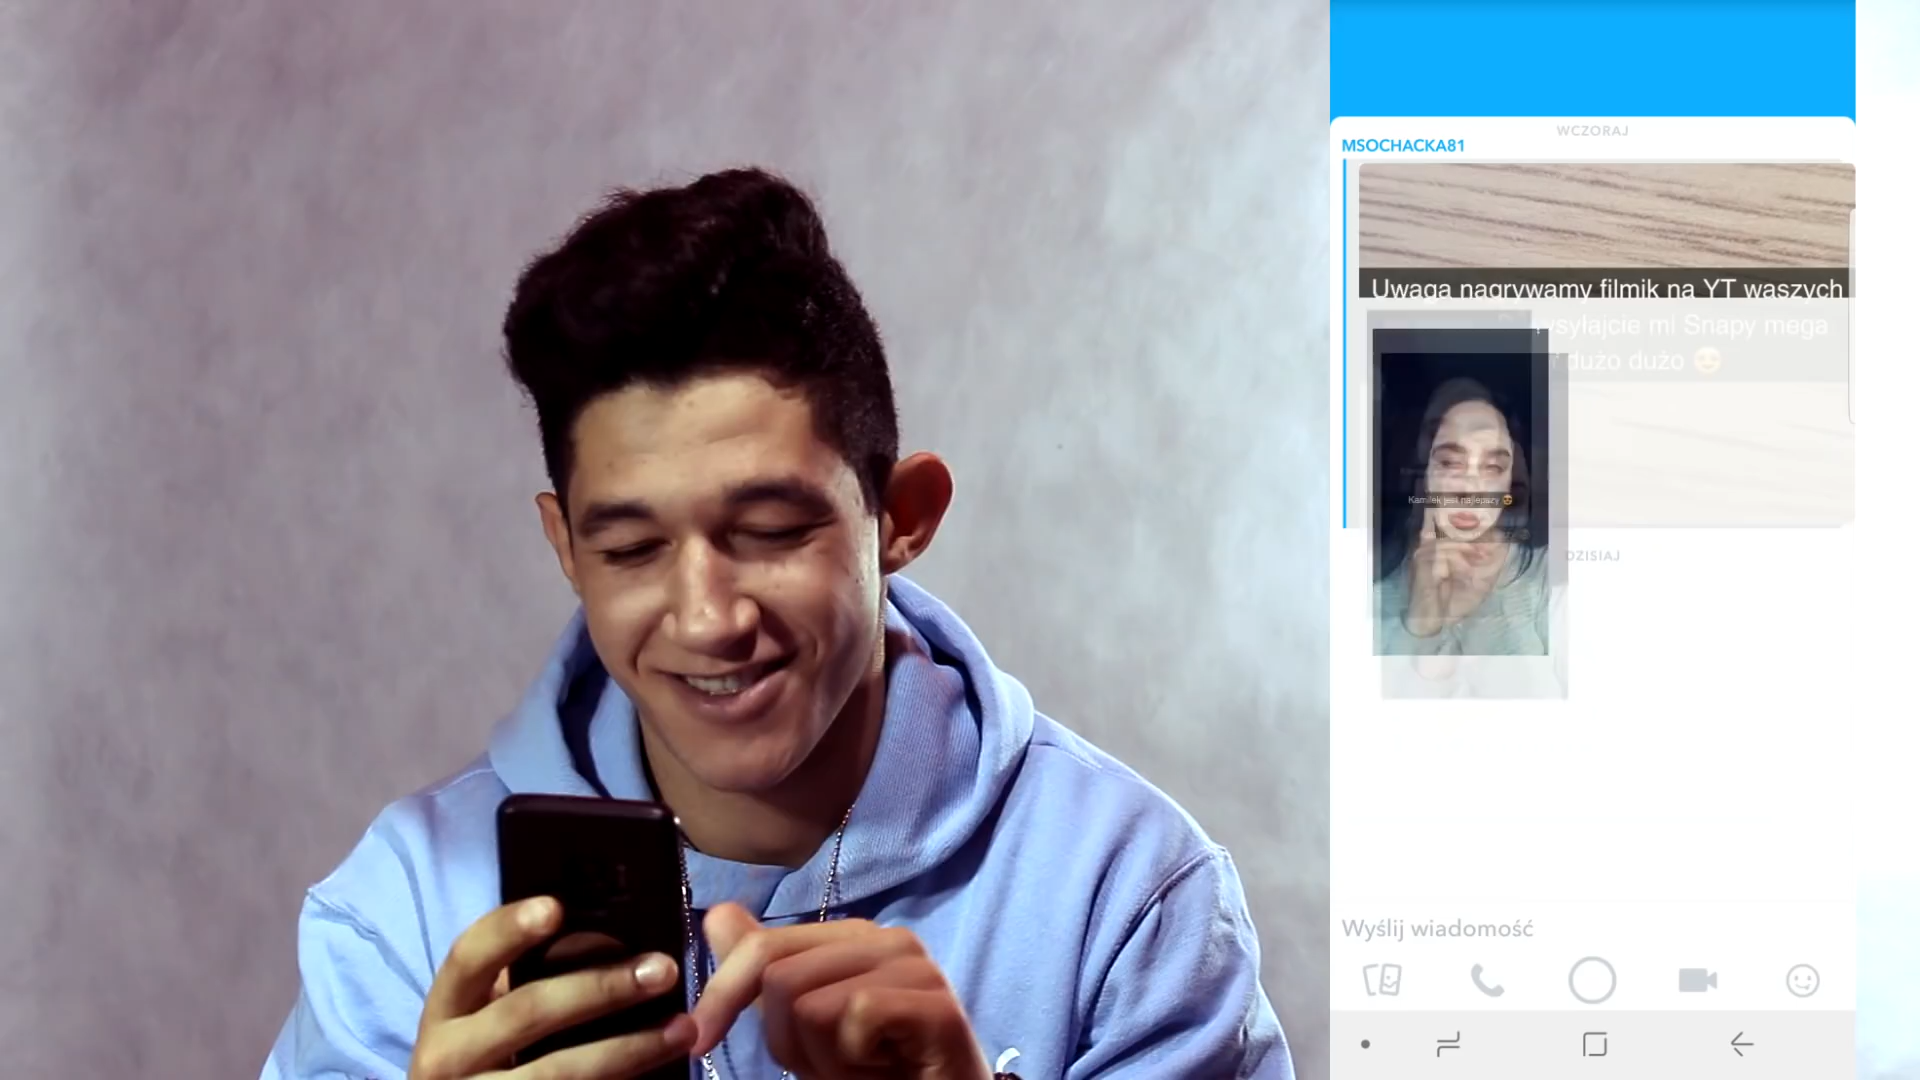 WCZORAJ
MSOCHACKA81
Uwaga nagrywamy filmik na YT waszych
mi Snapy mega
dużo dużo 😍
Kamilek jest najlepszy 😍
DZISIAJ
Wyślij wiadomość